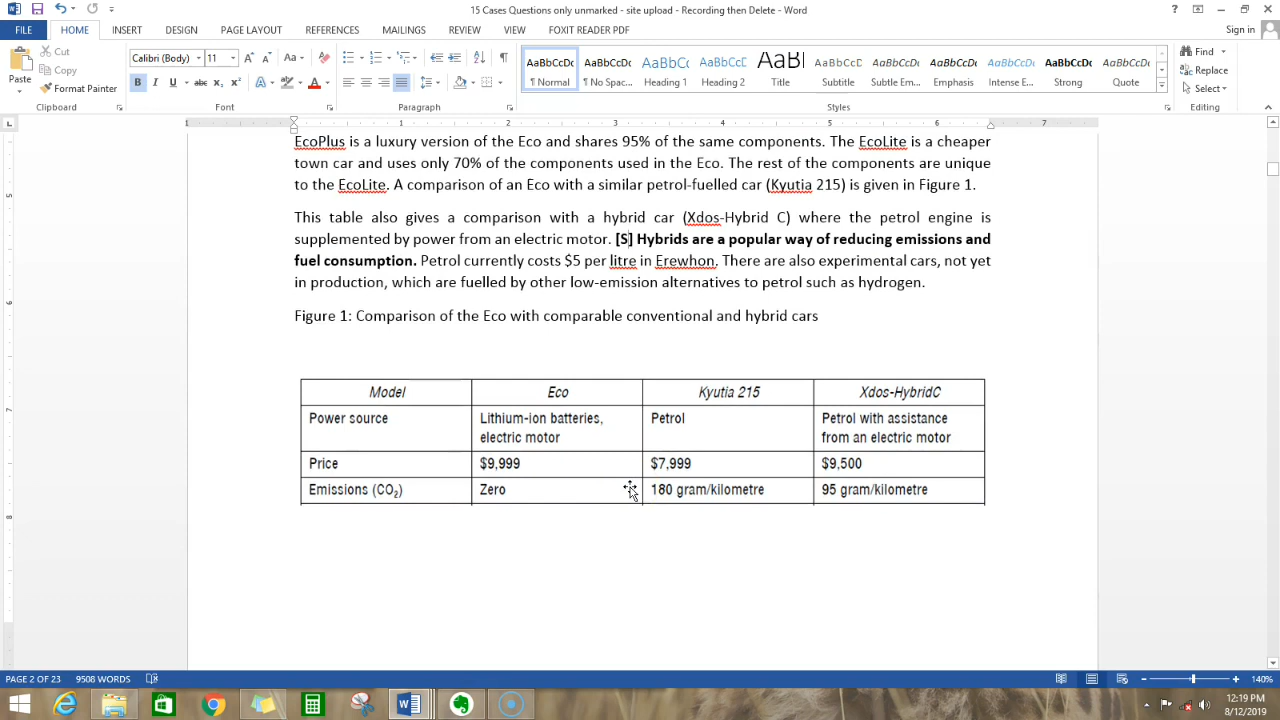 15 Cases Questions only unmarked - site upload - Recording then Delete - Word
FILE HOME INSERT DESIGN PAGE LAYOUT REFERENCES MAILINGS REVIEW VIEW FOXIT READER PDF Sign in
Paste
Cut
Copy
Format Painter
Clipboard
Calibri (Body) 11
Font
Paragraph
AaBbCcDc AaBbCcDc AaBbCc AaBbCc AaBl AaBbCcD AaBbCcDc AaBbCcDc AaBbCcDc AaBbCcDc AaBbCcDc
¶ Normal ¶ No Spac... Heading 1 Heading 2 Title Subtitle Subtle Em... Emphasis Intense E... Strong Quote
Styles
Find
Replace
Select
Editing
1 1 2 3 4 5 6 7
EcoPlus is a luxury version of the Eco and shares 95% of the same components. The EcoLite is a cheaper
town car and uses only 70% of the components used in the Eco. The rest of the components are unique
to the EcoLite. A comparison of an Eco with a similar petrol-fuelled car (Kyutia 215) is given in Figure 1.
This table also gives a comparison with a hybrid car (Xdos-Hybrid C) where the petrol engine is
supplemented by power from an electric motor. [S] Hybrids are a popular way of reducing emissions and
fuel consumption. Petrol currently costs $5 per litre in Erewhon. There are also experimental cars, not yet
in production, which are fuelled by other low-emission alternatives to petrol such as hydrogen.
Figure 1: Comparison of the Eco with comparable conventional and hybrid cars
Model Eco Kyutia 215 Xdos-HybridC
Power source Lithium-ion batteries, electric motor Petrol Petrol with assistance from an electric motor
Price $9,999 $7,999 $9,500
Emissions (CO₂) Zero 180 gram/kilometre 95 gram/kilometre
PAGE 2 OF 23 9508 WORDS 140%
12:19 PM
8/12/2019